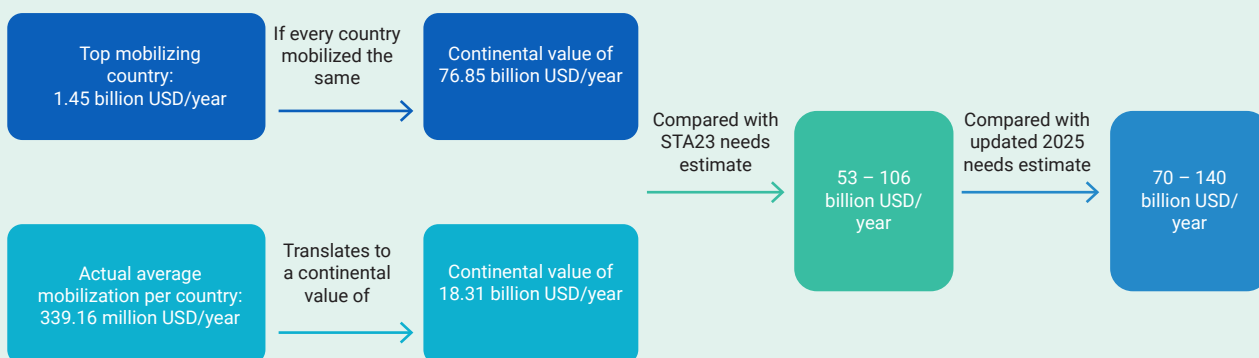 Top mobilizing
country:
1.45 billion USD/year
If every country
mobilized the
same
Continental value of
76.85 billion USD/year
Actual average
mobilization per country:
339.16 million USD/year
Translates to
a continental
value of
Continental value of
18.31 billion USD/year
Compared with
STA23 needs
estimate
53 – 106
billion USD/
year
Compared with
updated 2025
needs estimate
70 – 140
billion USD/
year